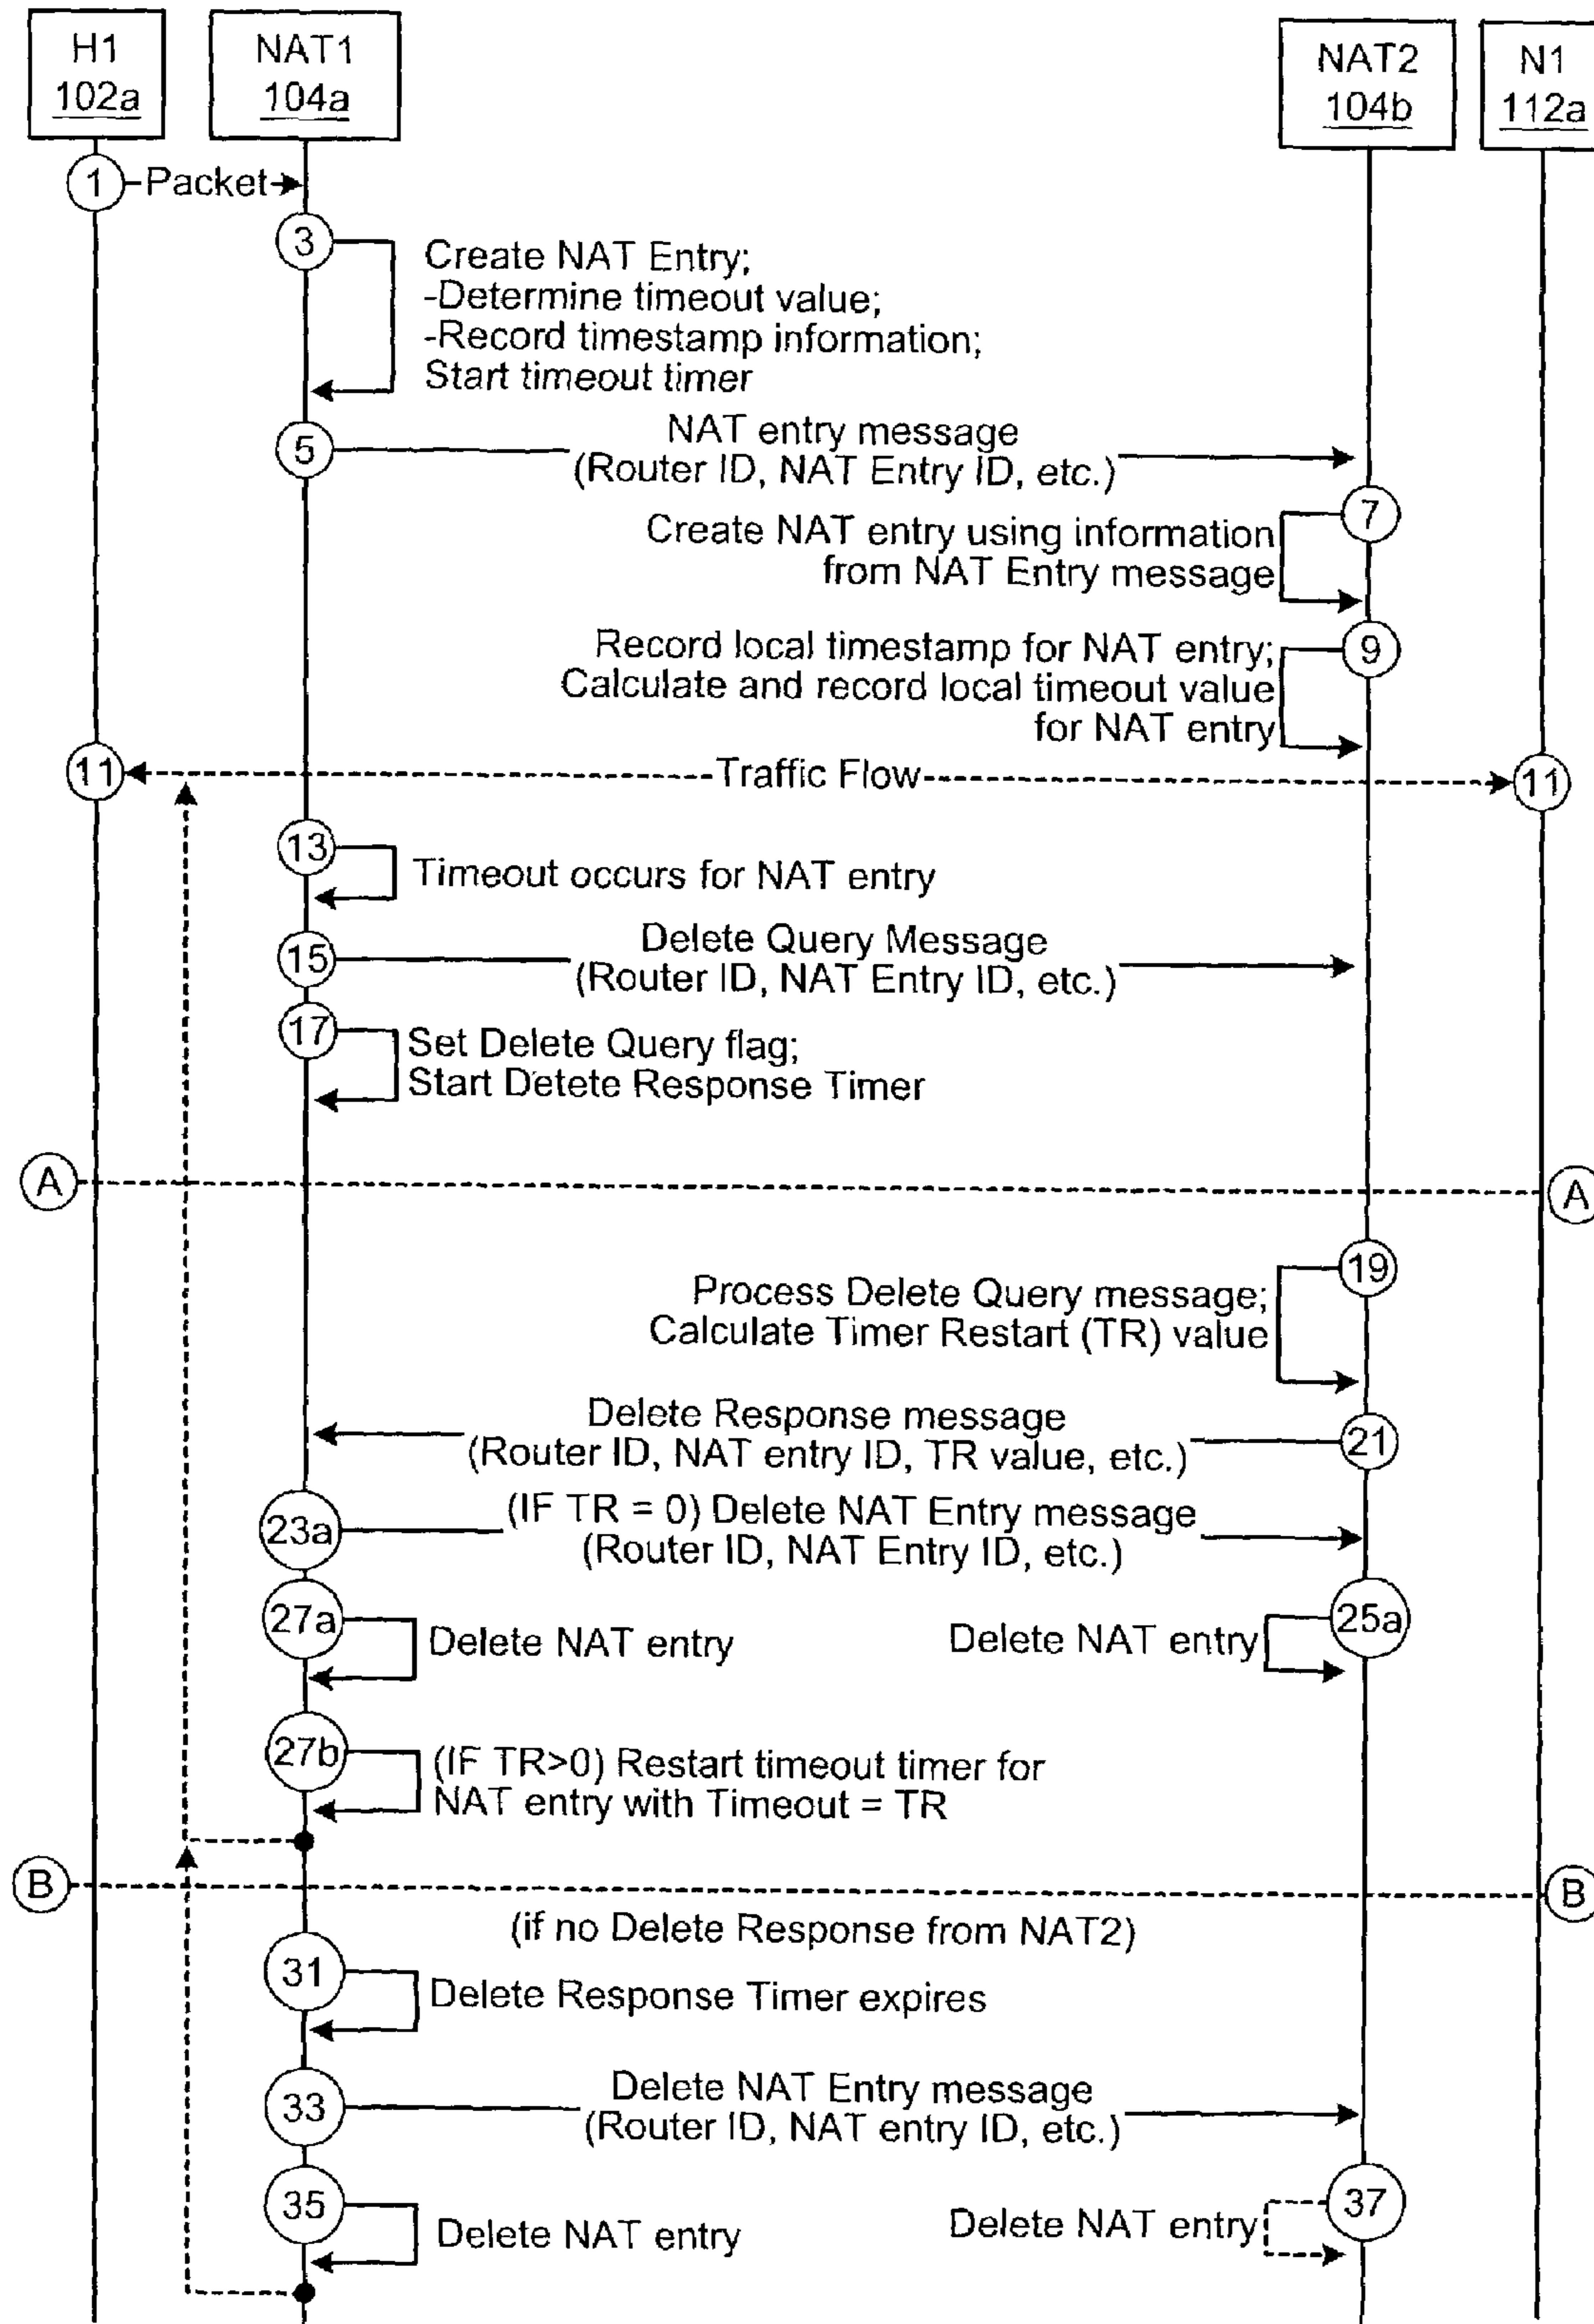 H1
102a
NAT1
104a
NAT2
104b
N1
112a
1 Packet
3
Create NAT Entry;
-Determine timeout value;
-Record timestamp information;
Start timeout timer
5
NAT entry message
(Router ID, NAT Entry ID, etc.)
7
Create NAT entry using information
from NAT Entry message
9
Record local timestamp for NAT entry;
Calculate and record local timeout value
for NAT entry
11 Traffic Flow 11
13
Timeout occurs for NAT entry
15
Delete Query Message
(Router ID, NAT Entry ID, etc.)
17
Set Delete Query flag;
Start Detete Response Timer
A A
19
Process Delete Query message;
Calculate Timer Restart (TR) value
Delete Response message
(Router ID, NAT entry ID, TR value, etc.)
21
23a
(IF TR = 0) Delete NAT Entry message
(Router ID, NAT Entry ID, etc.)
27a Delete NAT entry
Delete NAT entry 25a
27b
(IF TR>0) Restart timeout timer for
NAT entry with Timeout = TR
B B
(if no Delete Response from NAT2)
31
Delete Response Timer expires
33
Delete NAT Entry message
(Router ID, NAT entry ID, etc.)
35 Delete NAT entry
Delete NAT entry 37